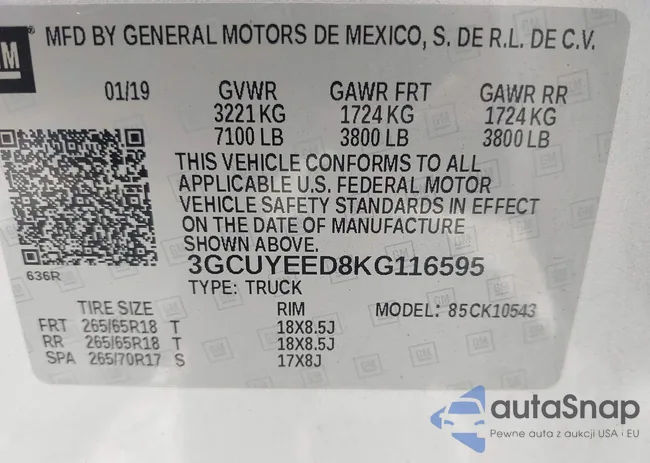 GM
®
MFD BY GENERAL MOTORS DE MEXICO, S. DE R.L. DE C.V.
01/19 GVWR GAWR FRT GAWR RR
3221 KG 1724 KG 1724 KG
7100 LB 3800 LB 3800 LB
THIS VEHICLE CONFORMS TO ALL
APPLICABLE U.S. FEDERAL MOTOR
VEHICLE SAFETY STANDARDS IN EFFECT
ON THE DATE OF MANUFACTURE
SHOWN ABOVE.
636R
3GCUYEED8KG116595
TYPE: TRUCK MODEL: 85CK10543
TIRE SIZE RIM
FRT 265/65R18 T 18X8.5J
RR 265/65R18 T 18X8.5J
SPA 265/70R17 S 17X8J
autaSnap
Pewne auta z aukcji USA i EU